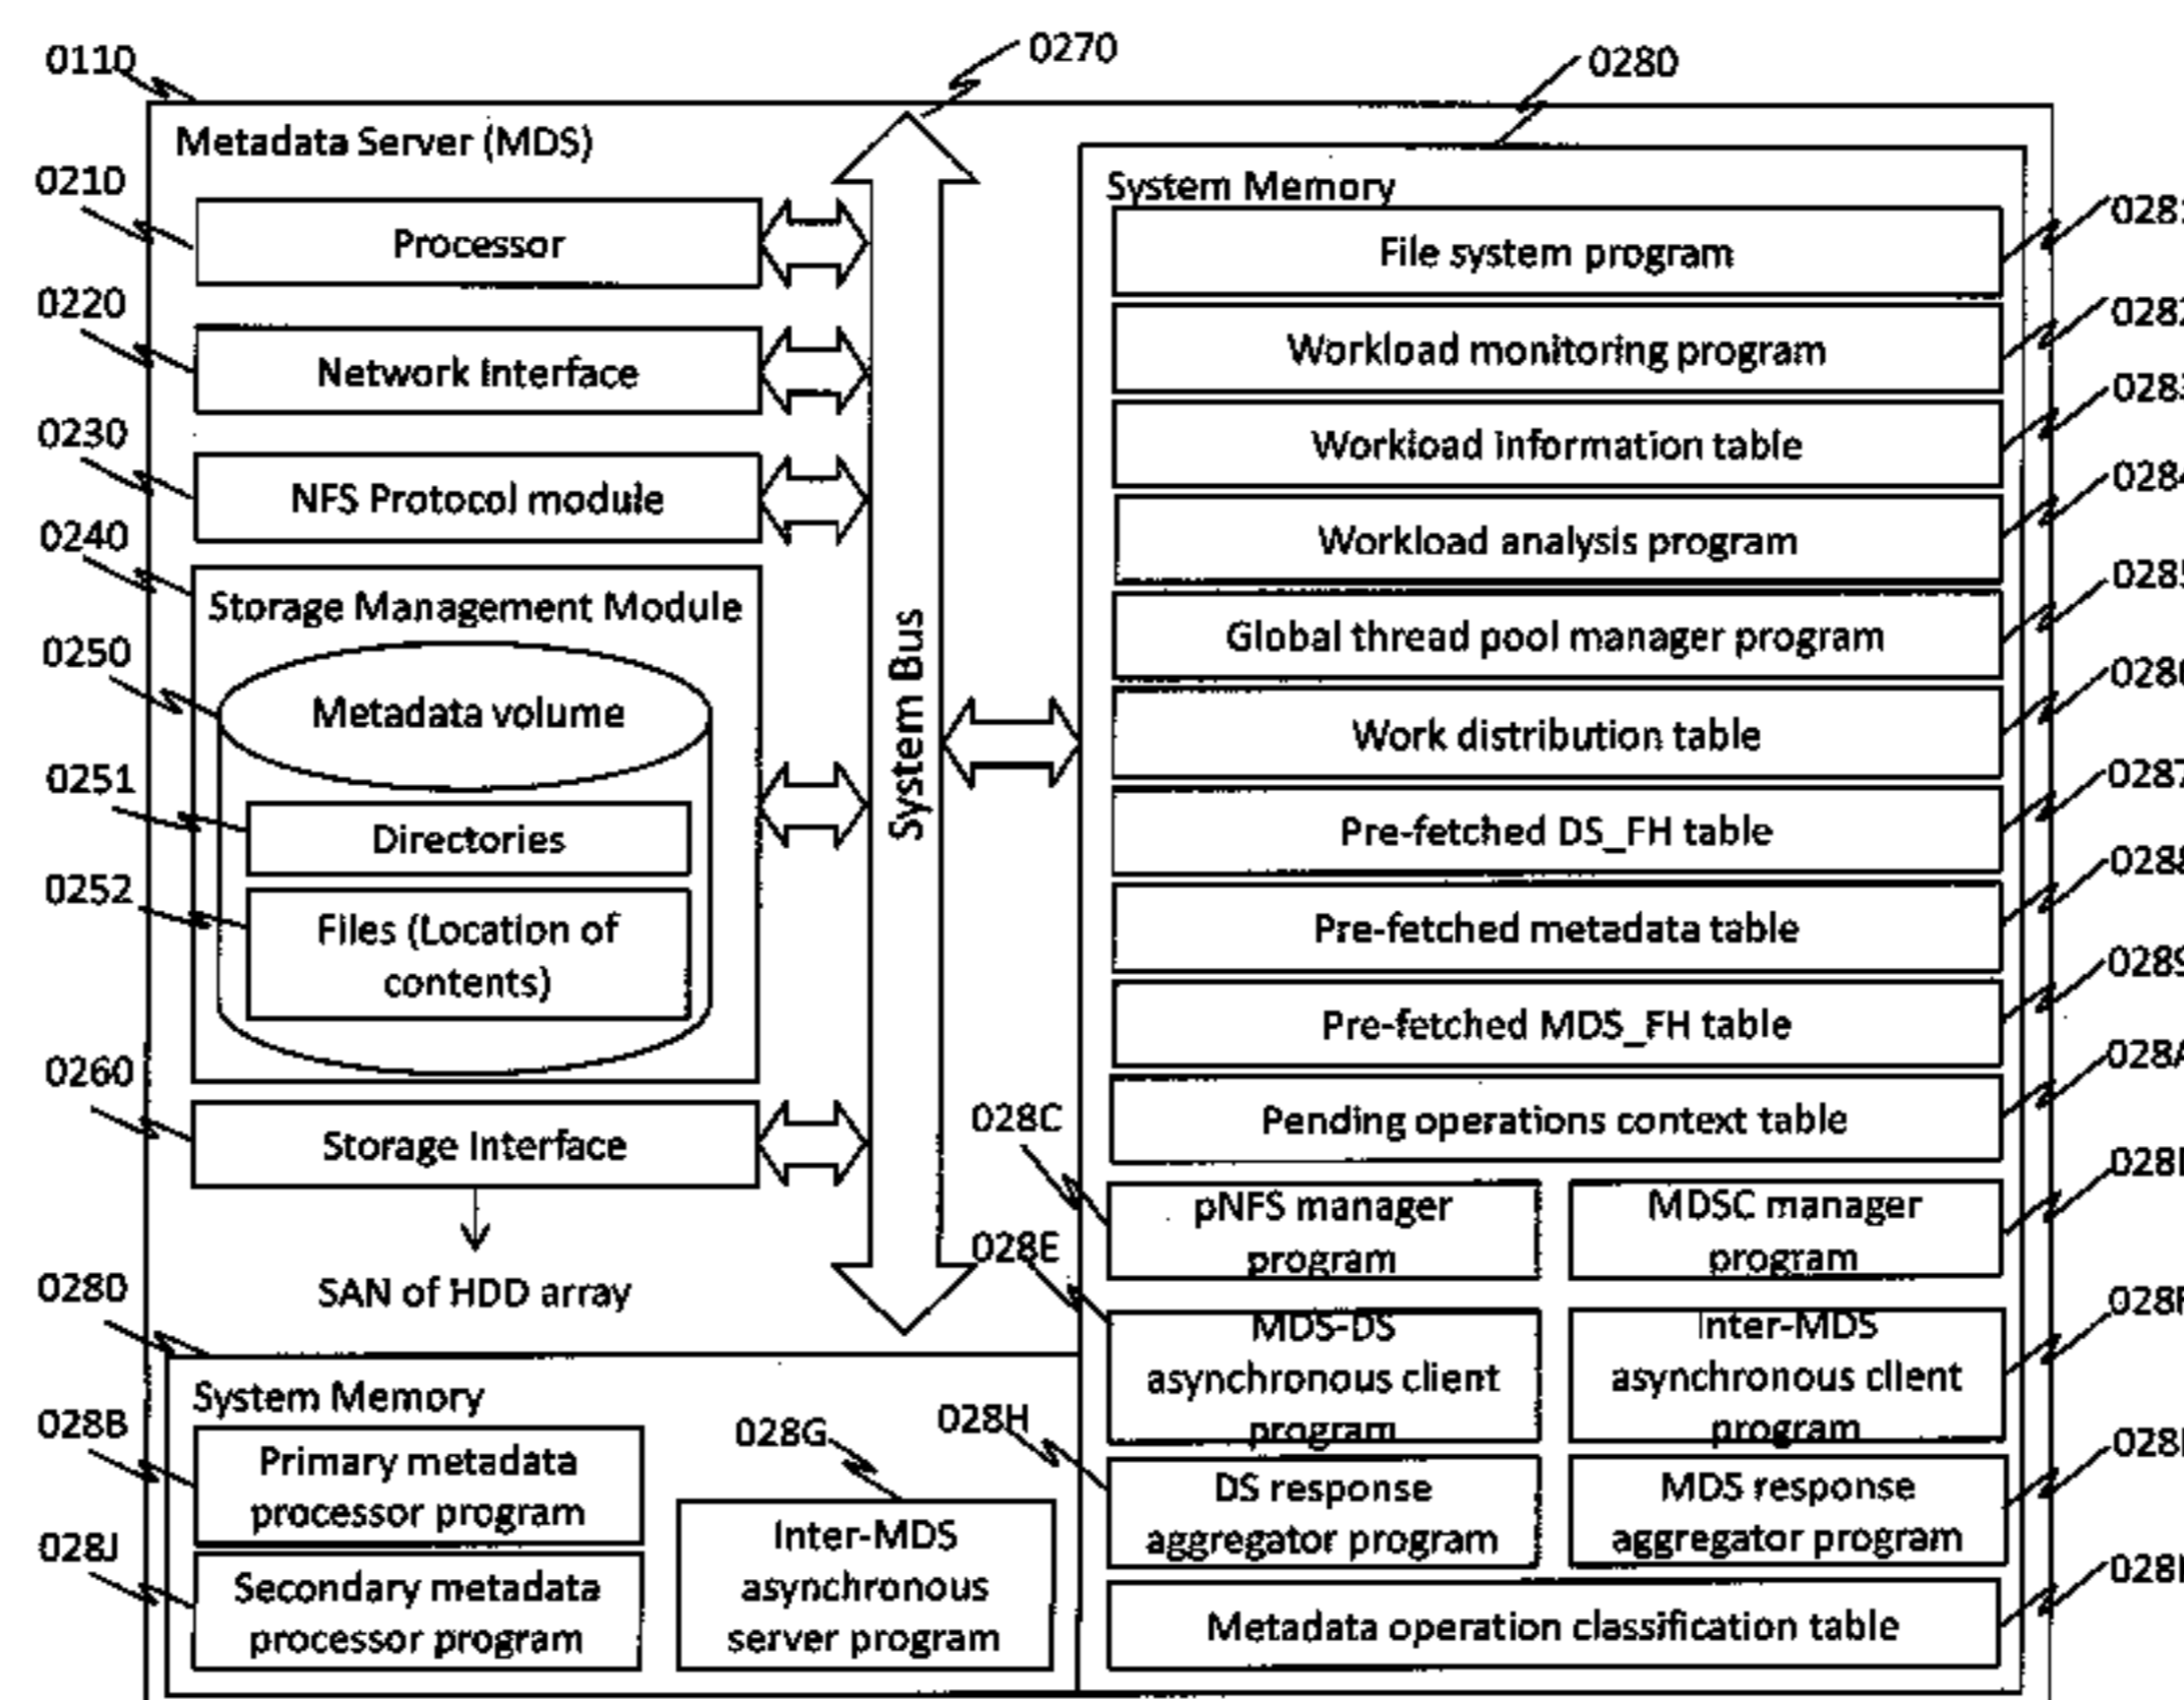 0110
0270
0280
Metadata Server (MDS)
0210
System Memory
Processor
File system program
0220
Workload monitoring program
Network Interface
0230
Workload information table
NFS Protocol module
0240
Workload analysis program
Storage Management Module
Global thread pool manager program
0250
Metadata volume
System Bus
Work distribution table
0251
Directories
Pre-fetched DS_FH table
0252
Files (Location of
contents)
Pre-fetched metadata table
Pre-fetched MDS_FH table
0260
Storage Interface
Pending operations context table
028C
pNFS manager
program
MDSC manager
program
028E
SAN of HDD array
0280
MDS-DS
asynchronous client
program
Inter-MDS
asynchronous client
program
System Memory
028B
Primary metadata
processor program
028G
028H
DS response
aggregator program
MDS response
aggregator program
028J
Secondary metadata
processor program
Inter-MDS
asynchronous
server program
Metadata operation classification table